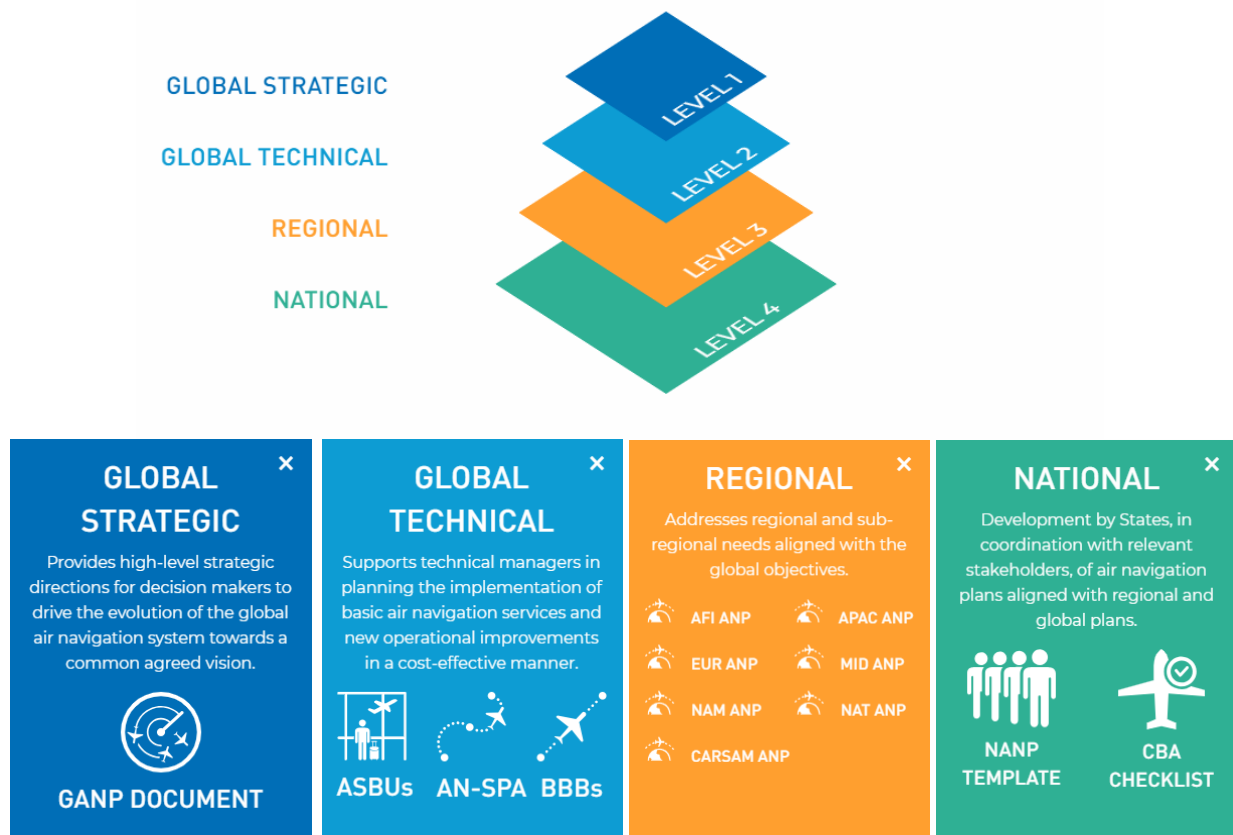 GLOBAL STRATEGIC
LEVEL 1
GLOBAL TECHNICAL
LEVEL 2
REGIONAL
LEVEL 3
NATIONAL
LEVEL 4
×
GLOBAL
STRATEGIC
Provides high-level strategic
directions for decision makers to
drive the evolution of the global
air navigation system towards a
common agreed vision.
GANP DOCUMENT
×
GLOBAL
TECHNICAL
Supports technical managers in
planning the implementation of
basic air navigation services and
new operational improvements
in a cost-effective manner.
ASBUs
AN-SPA
BBBs
×
REGIONAL
Addresses regional and sub-
regional needs aligned with the
global objectives.
AFI ANP
APAC ANP
EUR ANP
MID ANP
NAM ANP
NAT ANP
CARSAM ANP
×
NATIONAL
Development by States, in
coordination with relevant
stakeholders, of air navigation
plans aligned with regional and
global plans.
NANP
TEMPLATE
CBA
CHECKLIST